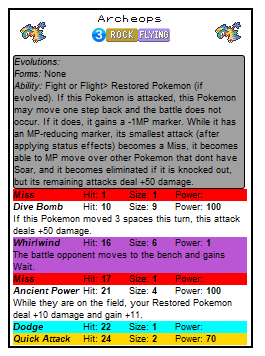 Archeops
3 ROCK FLYING
Evolutions:
Forms: None
Ability: Fight or Flight> Restored Pokemon (if
evolved). If this Pokemon is attacked, this Pokemon
may move one step back and the battle does not
occur. If it does, it gains a -1MP marker. While it has
an MP-reducing marker, its smallest attack (after
applying status effects) becomes a Miss, it becomes
able to MP move over other Pokemon that dont have
Soar, and it becomes eliminated if it is knocked out,
but its remaining attacks deal +50 damage.
Miss Hit: 1 Size: 1 Power:
Dive Bomb Hit: 10 Size: 9 Power: 100
If this Pokemon moved 3 spaces this turn, this attack
deals +50 damage.
Whirlwind Hit: 16 Size: 6 Power: 1
The battle opponent moves to the bench and gains
Wait.
Miss Hit: 17 Size: 1 Power:
Ancient Power Hit: 21 Size: 4 Power: 100
While they are on the field, your Restored Pokemon
deal +10 damage and gain +11.
Dodge Hit: 22 Size: 1 Power:
Quick Attack Hit: 24 Size: 2 Power: 70